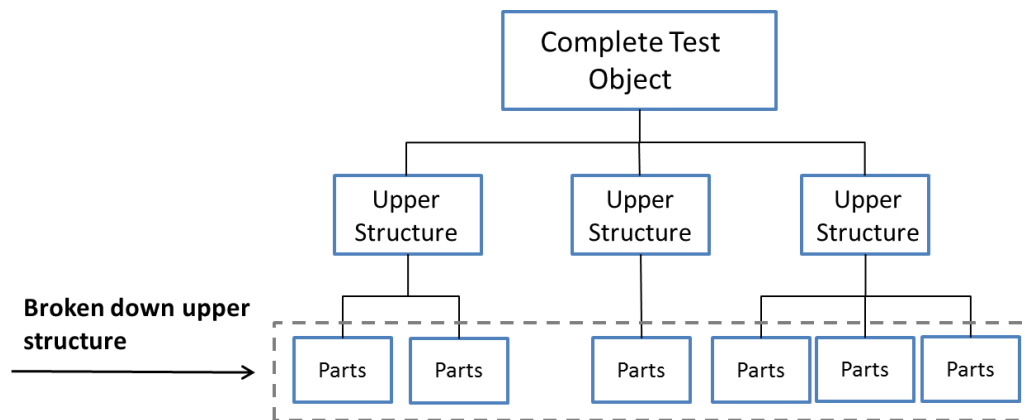 Complete Test
Object
Upper
Structure
Upper
Structure
Upper
Structure
Broken down upper
structure
Parts
Parts
Parts
Parts
Parts
Parts